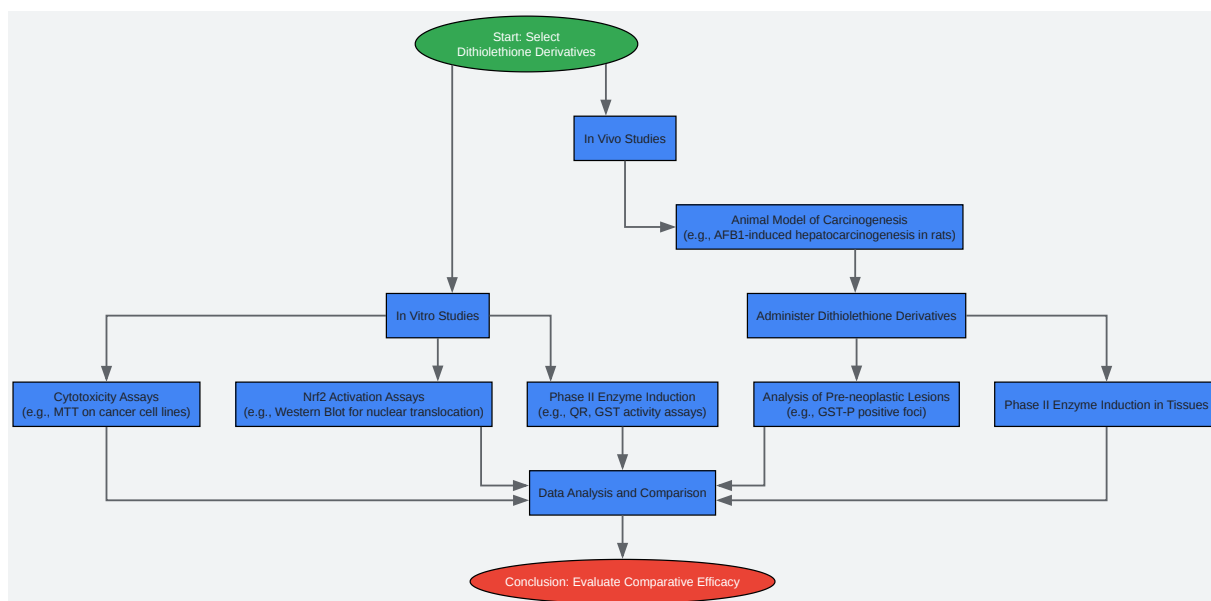 Start: Select
Dithiolethione Derivatives
In Vivo Studies
Animal Model of Carcinogenesis
(e.g., AFB1-induced hepatocarcinogenesis in rats)
In Vitro Studies
Administer Dithiolethione Derivatives
Cytotoxicity Assays
(e.g., MTT on cancer cell lines)
Nrf2 Activation Assays
(e.g., Western Blot for nuclear translocation)
Phase II Enzyme Induction
(e.g., QR, GST activity assays)
Analysis of Pre-neoplastic Lesions
(e.g., GST-P positive foci)
Phase II Enzyme Induction in Tissues
Data Analysis and Comparison
Conclusion: Evaluate Comparative Efficacy